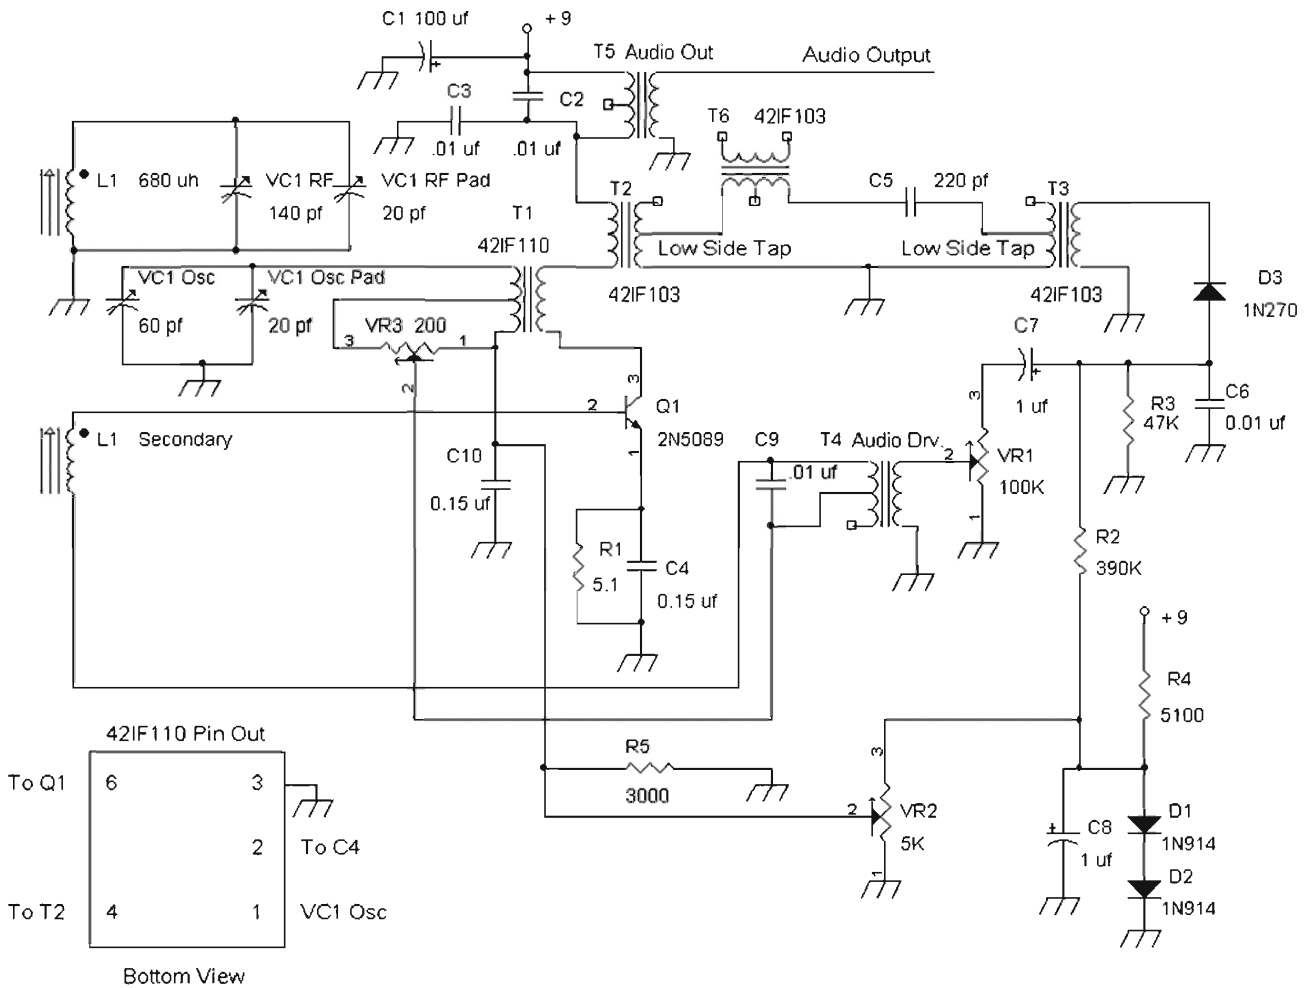 C1 100 uf
+ 9
T5 Audio Out
Audio Output
C3
.01 uf
C2
.01 uf
T6 42IF103
L1 680 uh
VC1 RF
140 pf
VC1 RF Pad
20 pf
T1
42IF110
T2
42IF103
C5 220 pf
T3
42IF103
Low Side Tap
Low Side Tap
VC1 Osc
60 pf
VC1 Osc Pad
20 pf
VR3 200
3
1
2
D3
1N270
C7
1 uf
R3
47K
C6
0.01 uf
L1 Secondary
2
3
1
Q1
2N5089
C10
0.15 uf
C9
.01 uf
T4 Audio Drv.
2
3
1
VR1
100K
R1
5.1
C4
0.15 uf
R2
390K
+ 9
R4
5100
R5
3000
3
2
1
VR2
5K
C8
+
1 uf
D1
1N914
D2
1N914
42IF110 Pin Out
To Q1
6
3
2
To C4
To T2
4
1
VC1 Osc
Bottom View